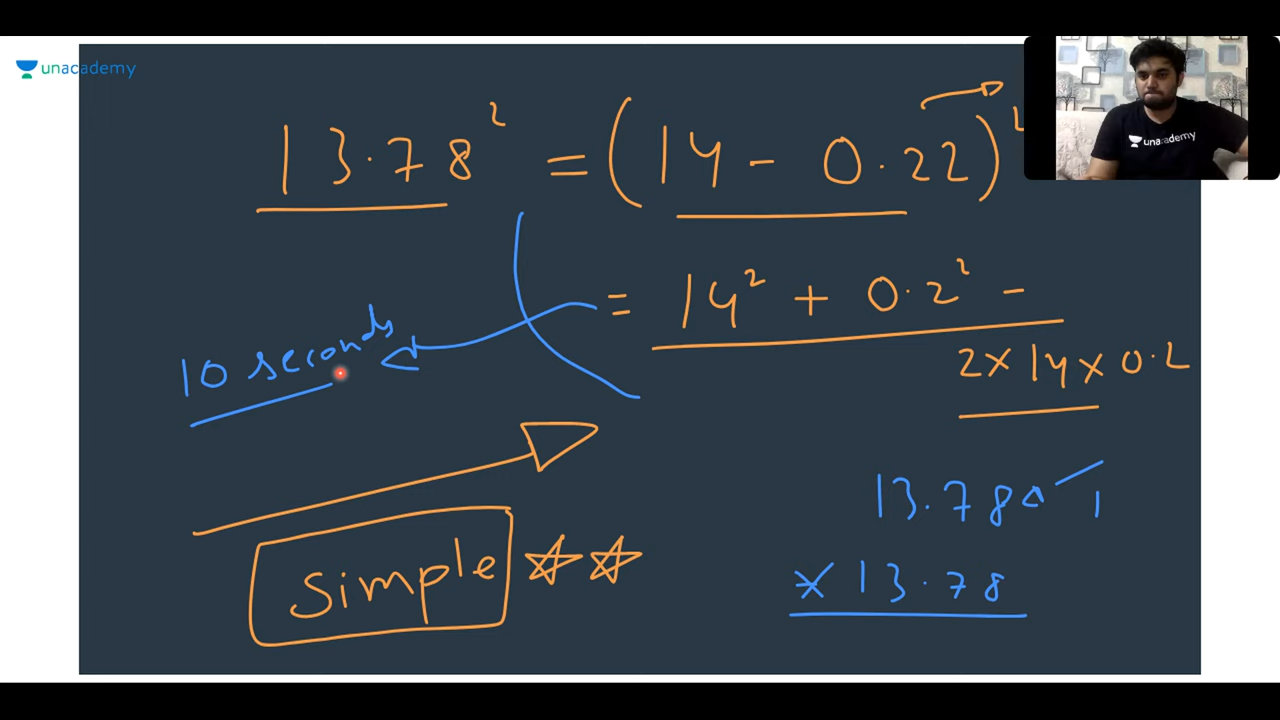 unacademy
unacademy
13.78² = (14 - 0.22)²
= 14² + 0.2² -
2 x 14 x 0.2
10 seconds
13.78
x 13.78
Simple